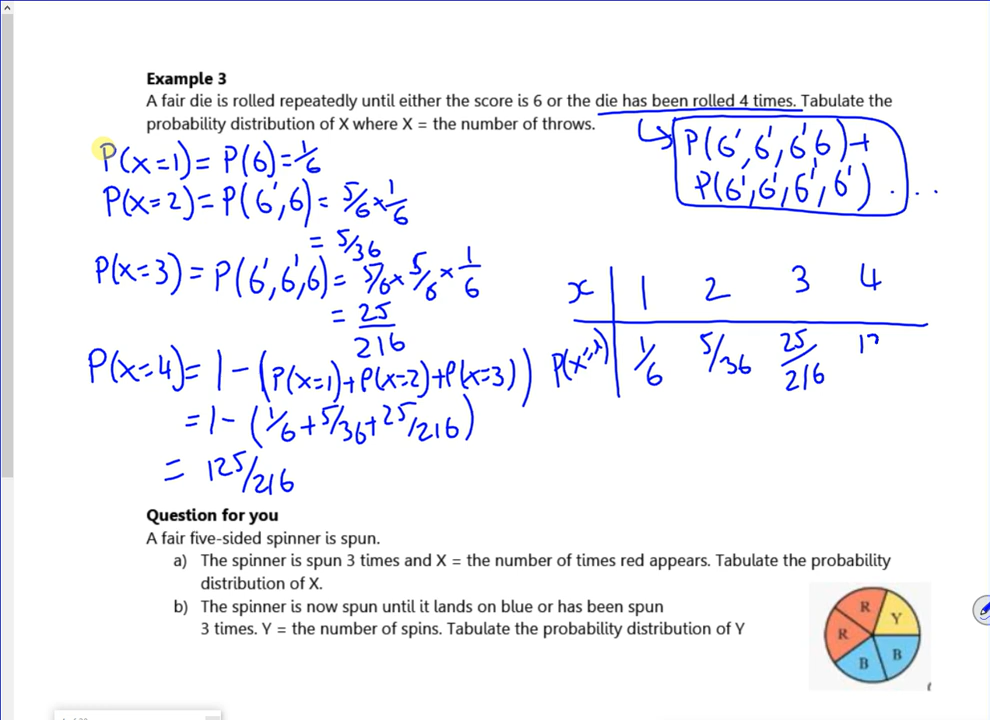 Example 3
A fair die is rolled repeatedly until either the score is 6 or the die has been rolled 4 times. Tabulate the
probability distribution of X where X = the number of throws.
P(6',6',6'6)+
P(6',6',6',6') . . .
P(x=1)=P(6)=1/6
P(x=2)=P(6',6)=5/6×1/6
=5/36
P(x=3)=P(6',6',6)=5/6×5/6×1/6
=25/216
P(x=4)=1-(P(x=1)+P(x=2)+P(x=3))
=1-(1/6+5/36+25/216)
=125/216
x 1 2 3 4
P(X=x) 1/6 5/36 25/216 12
Question for you
A fair five-sided spinner is spun.
a) The spinner is spun 3 times and X = the number of times red appears. Tabulate the probability
distribution of X.
b) The spinner is now spun until it lands on blue or has been spun
3 times. Y = the number of spins. Tabulate the probability distribution of Y
R
Y
R
B
B